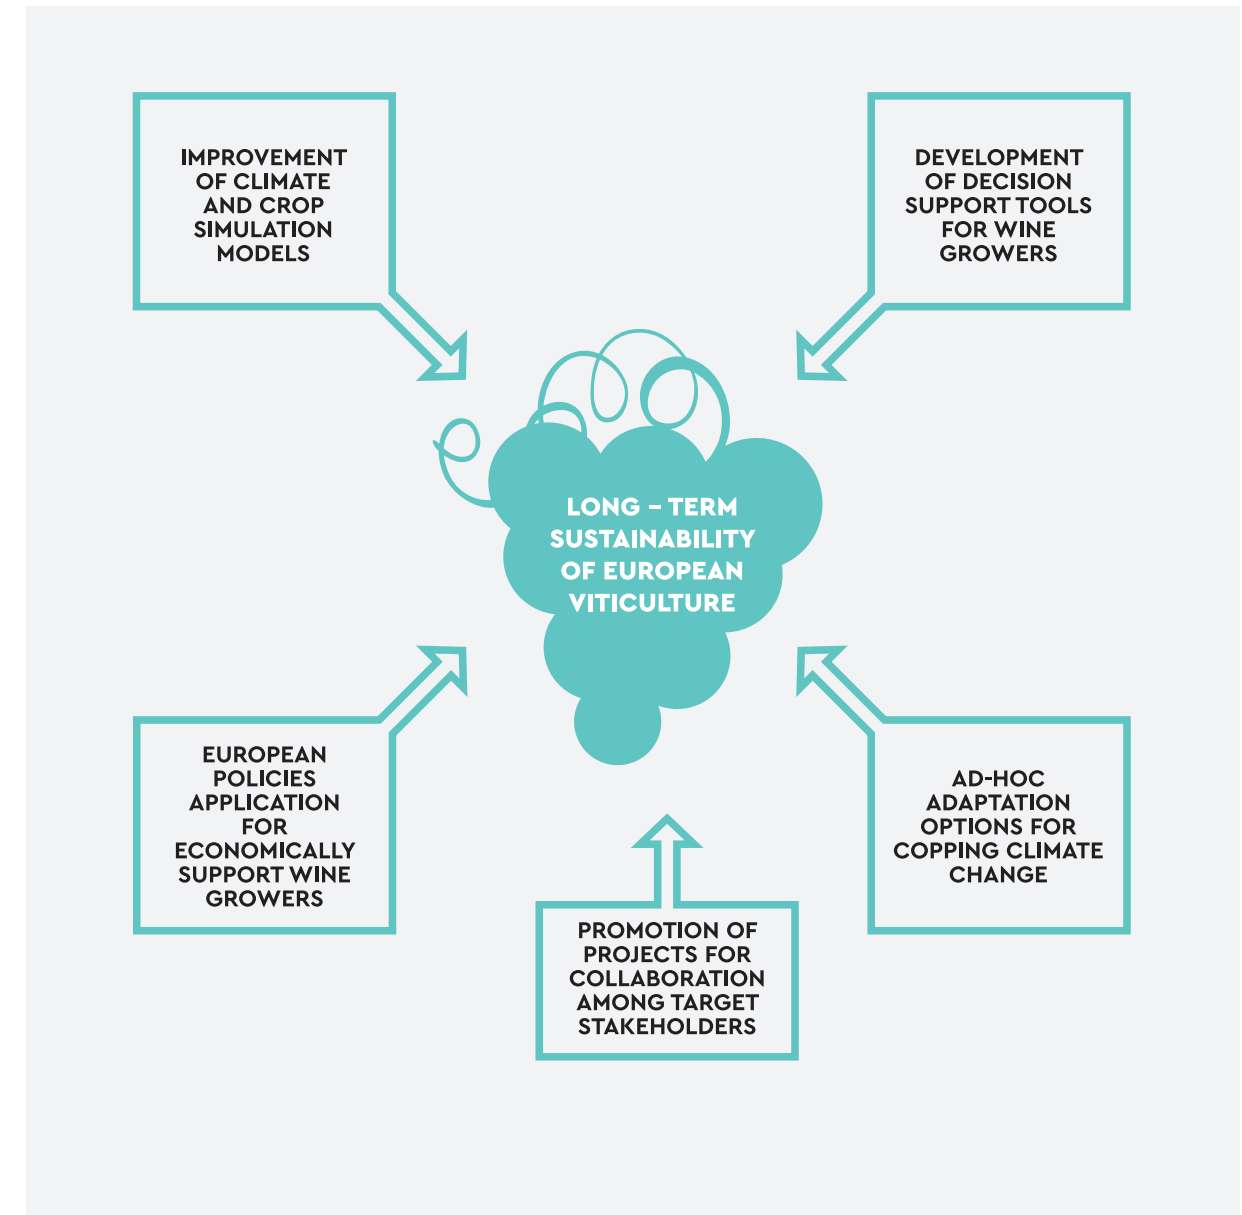 IMPROVEMENT
OF CLIMATE
AND CROP
SIMULATION
MODELS
DEVELOPMENT
OF DECISION
SUPPORT TOOLS
FOR WINE
GROWERS
LONG – TERM
SUSTAINABILITY
OF EUROPEAN
VITICULTURE
EUROPEAN
POLICIES
APPLICATION
FOR
ECONOMICALLY
SUPPORT WINE
GROWERS
AD-HOC
ADAPTATION
OPTIONS FOR
COPPING CLIMATE
CHANGE
PROMOTION OF
PROJECTS FOR
COLLABORATION
AMONG TARGET
STAKEHOLDERS